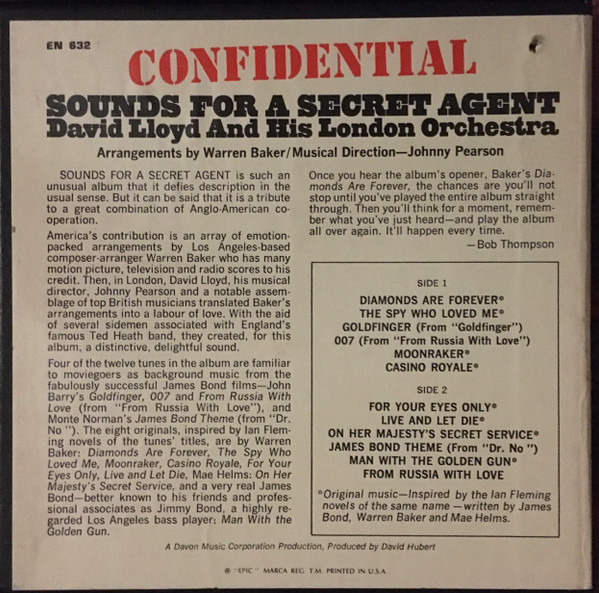 EN 632
CONFIDENTIAL
SOUNDS FOR A SECRET AGENT
David Lloyd And His London Orchestra
Arrangements by Warren Baker/Musical Direction—Johnny Pearson
SOUNDS FOR A SECRET AGENT is such an
unusual album that it defies description in the
usual sense. But it can be said that it is a tribute
to a great combination of Anglo-American co-
operation.
America's contribution is an array of emotion-
packed arrangements by Los Angeles-based
composer-arranger Warren Baker who has many
motion picture, television and radio scores to his
credit. Then, in London, David Lloyd, his musical
director, Johnny Pearson and a notable assem-
blage of top British musicians translated Baker's
arrangements into a labour of love. With the aid
of several sidemen associated with England's
famous Ted Heath band, they created, for this
album, a distinctive, delightful sound.
Four of the twelve tunes in the album are familiar
to moviegoers as background music from the
fabulously successful James Bond films—John
Barry's Goldfinger, 007 and From Russia With
Love (from "From Russia With Love"), and
Monte Norman's James Bond Theme (from "Dr.
No "). The eight originals, inspired by Ian Flem-
ing novels of the tunes' titles, are by Warren
Baker: Diamonds Are Forever, The Spy Who
Loved Me, Moonraker, Casino Royale, For Your
Eyes Only, Live and Let Die, Mae Helms: On Her
Majesty's Secret Service, and a very real James
Bond—better known to his friends and profes-
sional associates as Jimmy Bond, a highly re-
garded Los Angeles bass player: Man With the
Golden Gun.
Once you hear the album's opener, Baker's Dia-
monds Are Forever, the chances are you'll not
stop until you've played the entire album straight
through. Then you'll think for a moment, remem-
ber what you've just heard—and play the album
all over again. It'll happen every time.
—Bob Thompson
SIDE 1
DIAMONDS ARE FOREVER*
THE SPY WHO LOVED ME*
GOLDFINGER (From "Goldfinger")
007 (From "From Russia With Love")
MOONRAKER*
CASINO ROYALE*
SIDE 2
FOR YOUR EYES ONLY*
LIVE AND LET DIE*
ON HER MAJESTY'S SECRET SERVICE*
JAMES BOND THEME (From "Dr. No ")
MAN WITH THE GOLDEN GUN*
FROM RUSSIA WITH LOVE
*Original music—Inspired by the Ian Fleming
novels of the same name—written by James
Bond, Warren Baker and Mae Helms.
A Davon Music Corporation Production, Produced by David Hubert
® "EPIC" MARCA REG. T.M. PRINTED IN U.S.A.